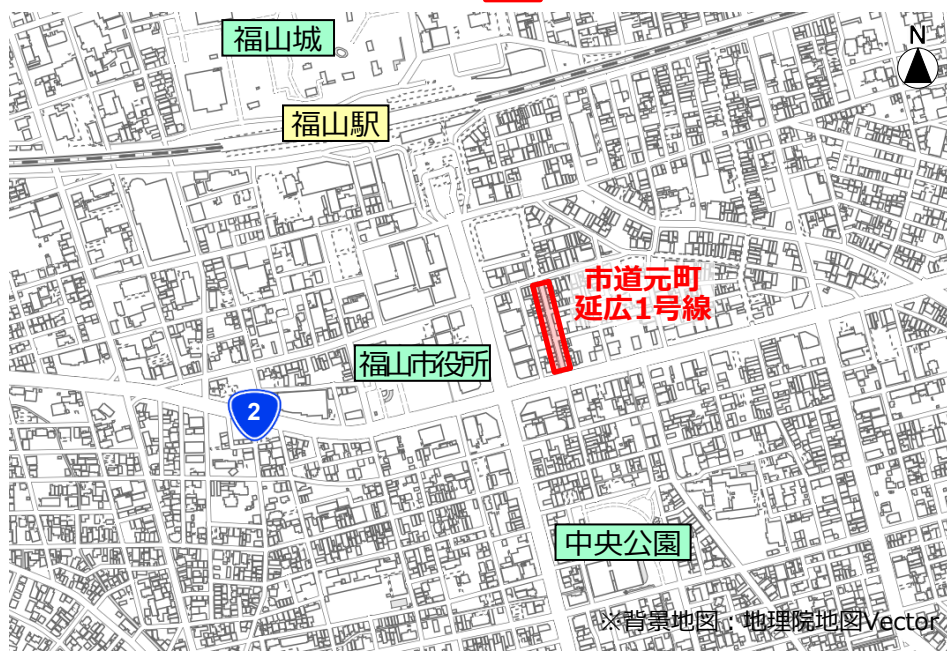 福山城
N
福山駅
市道元町
延広1号線
福山市役所
2
中央公園
※背景地図:地理院地図Vector